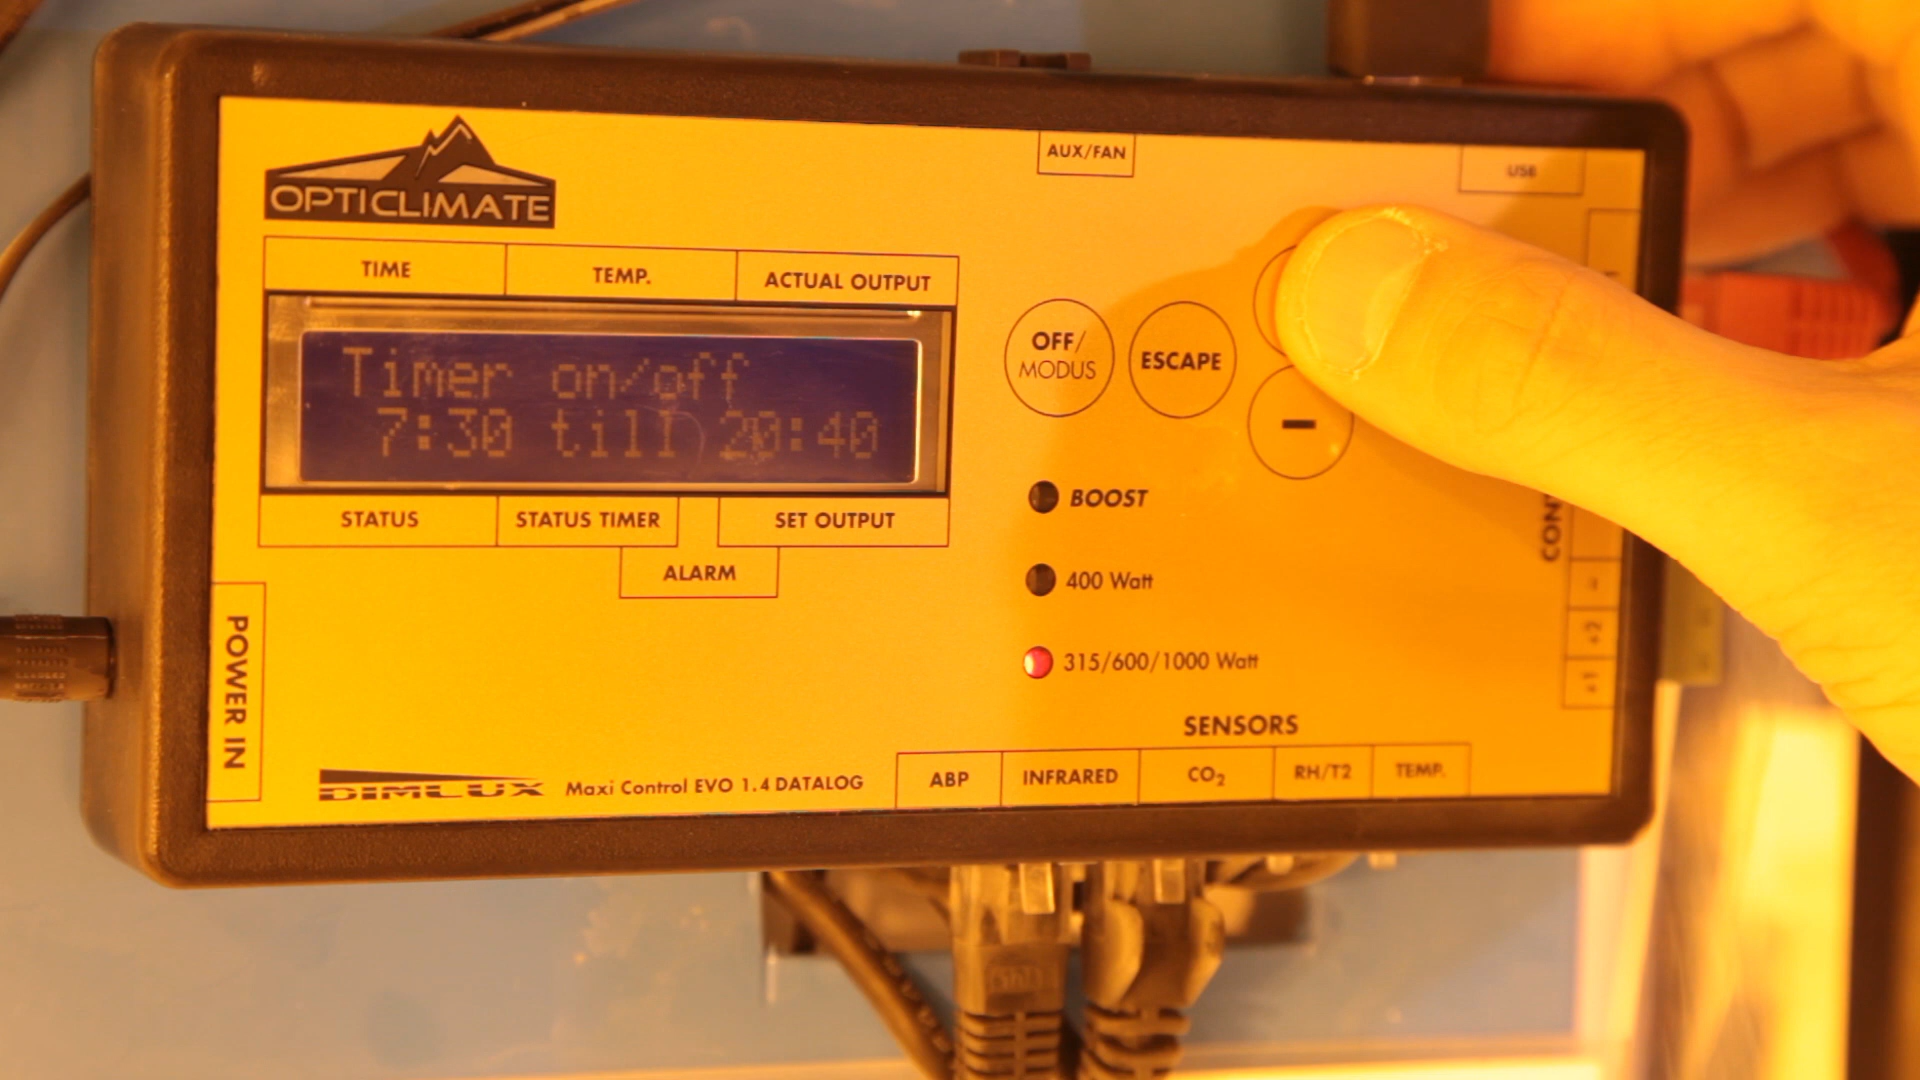 OPTICLIMATE
AUX/FAN
USB
TIME TEMP. ACTUAL OUTPUT
Timer on/off
7:30 till 20:40
OFF/
MODUS
ESCAPE
-
STATUS STATUS TIMER SET OUTPUT
ALARM
BOOST
400 Watt
315/600/1000 Watt
POWER IN
SENSORS
ABP INFRARED CO₂ RH/T2 TEMP.
DIMLUX Maxi Control EVO 1.4 DATALOG